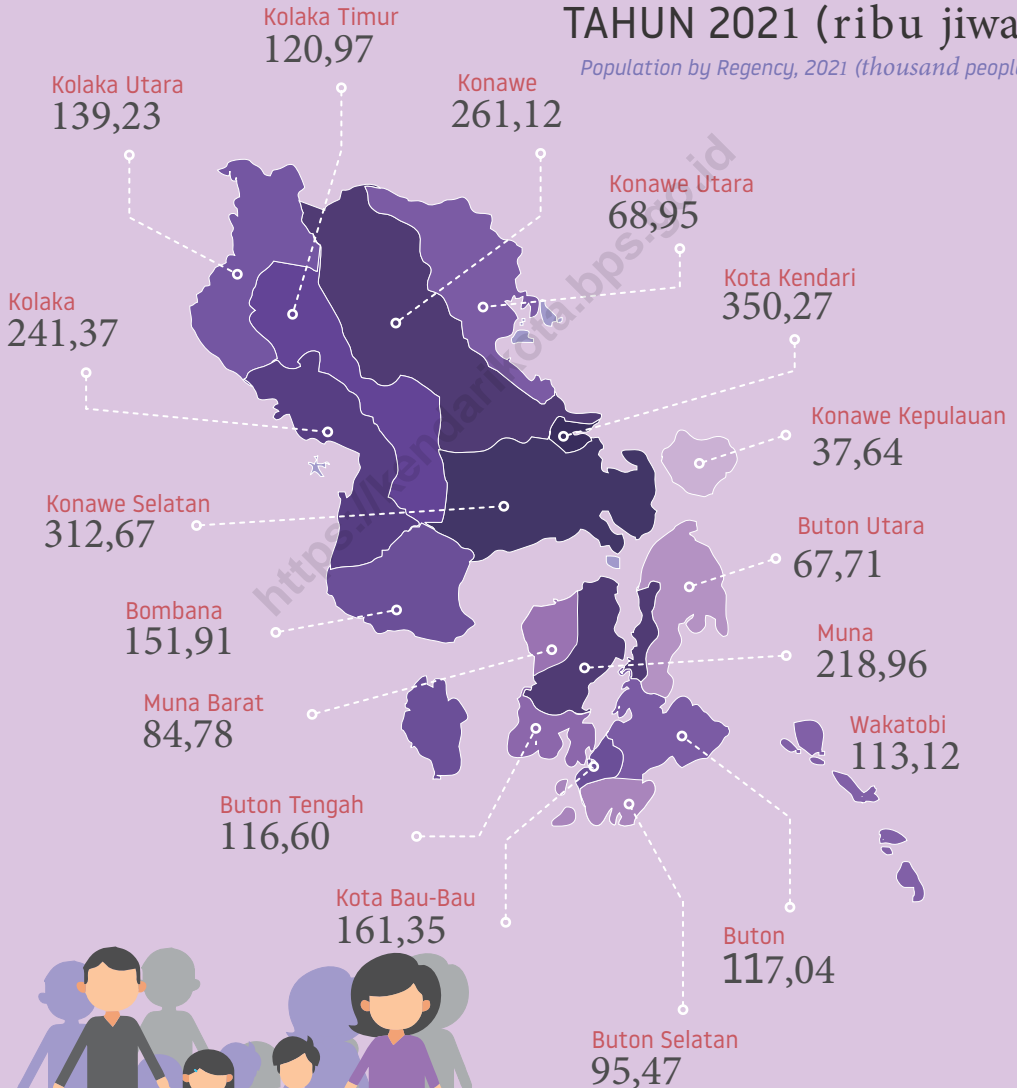 TAHUN 2021 (ribu jiwa
Population by Regency, 2021 (thousand people
Kolaka Timur
120,97
Kolaka Utara
139,23
Konawe
261,12
Konawe Utara
68,95
Kota Kendari
350,27
Kolaka
241,37
Konawe Kepulauan
37,64
Konawe Selatan
312,67
Buton Utara
67,71
Bombana
151,91
Muna
218,96
Muna Barat
84,78
Wakatobi
113,12
Buton Tengah
116,60
Kota Bau-Bau
161,35
Buton
117,04
Buton Selatan
95,47
https://kendarikota.bps.go.id